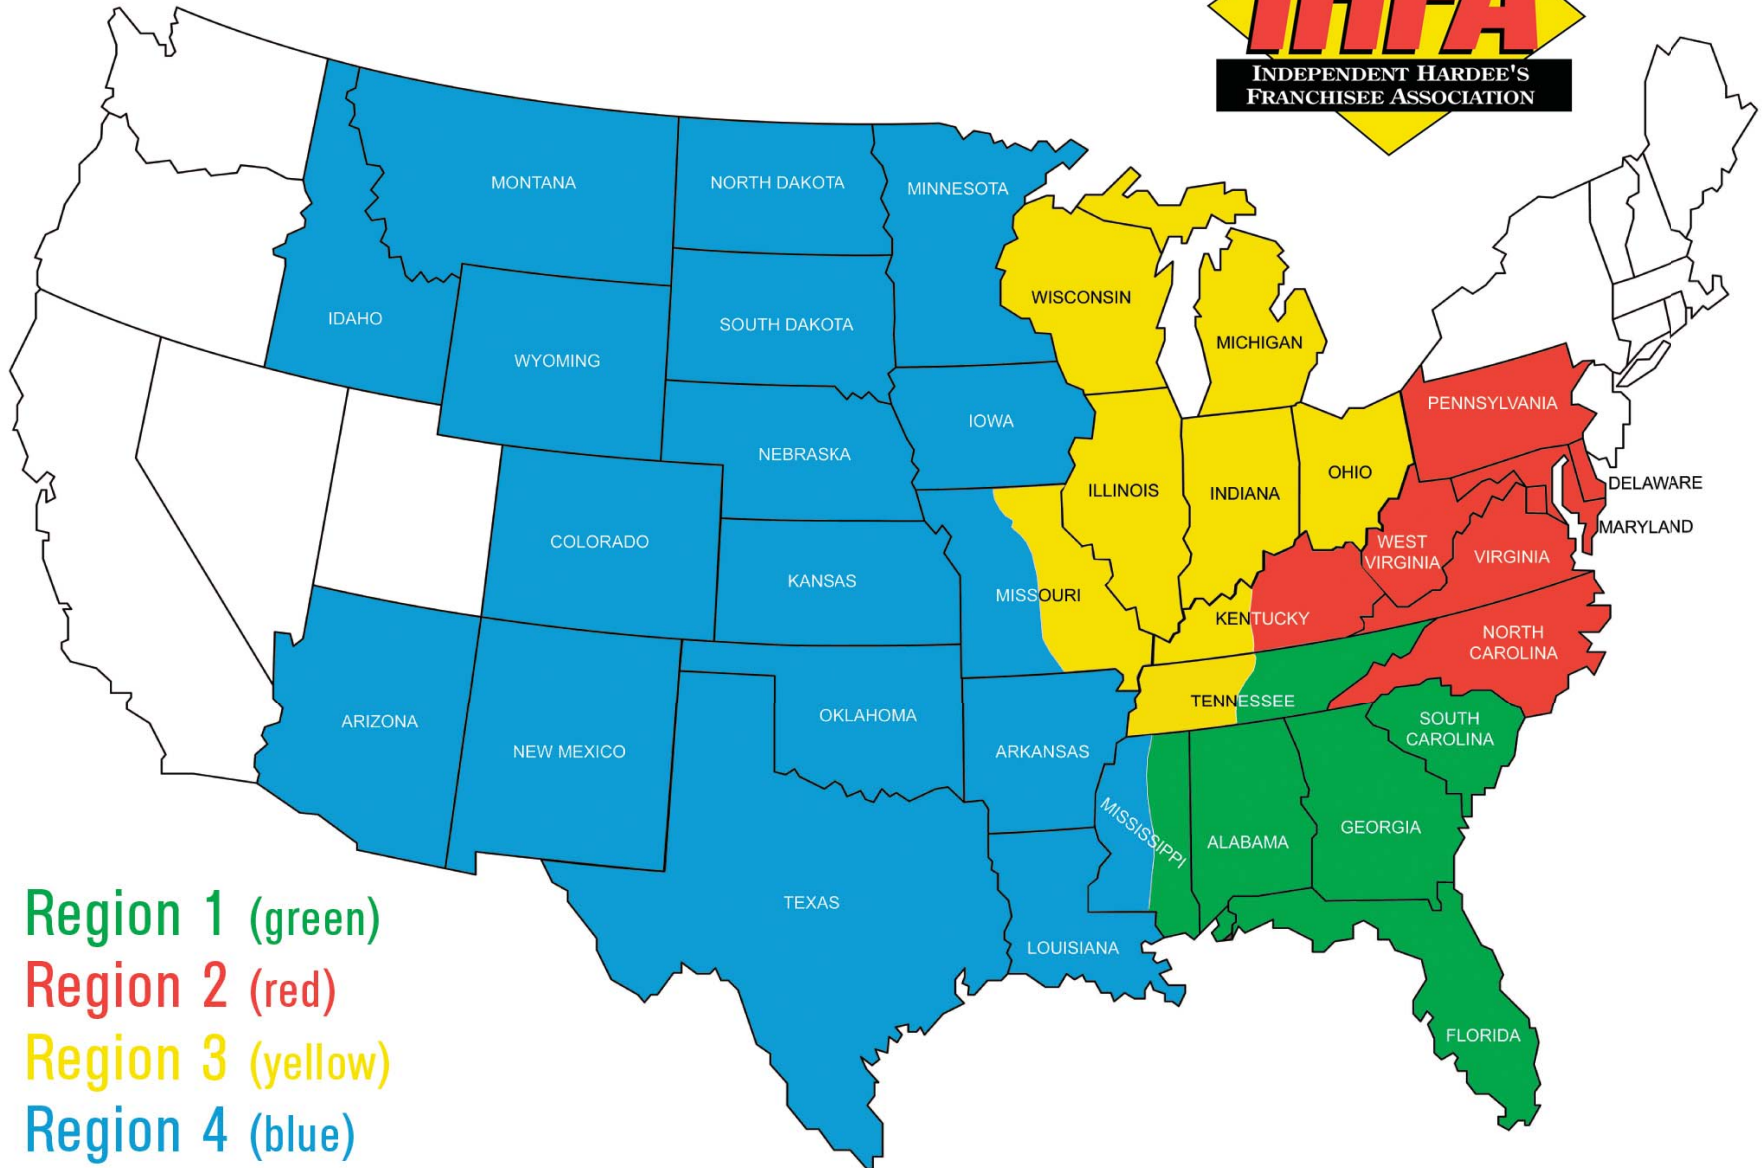 IHFA
INDEPENDENT HARDEE'S
FRANCHISEE ASSOCIATION
MONTANA
NORTH DAKOTA
MINNESOTA
IDAHO
WYOMING
SOUTH DAKOTA
WISCONSIN
MICHIGAN
IOWA
NEBRASKA
ILLINOIS
INDIANA
OHIO
PENNSYLVANIA
DELAWARE
MARYLAND
COLORADO
KANSAS
MISSOURI
KENTUCKY
WEST
VIRGINIA
VIRGINIA
NORTH
CAROLINA
TENNESSEE
SOUTH
CAROLINA
ARIZONA
NEW MEXICO
OKLAHOMA
ARKANSAS
MISSISSIPPI
ALABAMA
GEORGIA
TEXAS
LOUISIANA
FLORIDA
Region 1 (green)
Region 2 (red)
Region 3 (yellow)
Region 4 (blue)